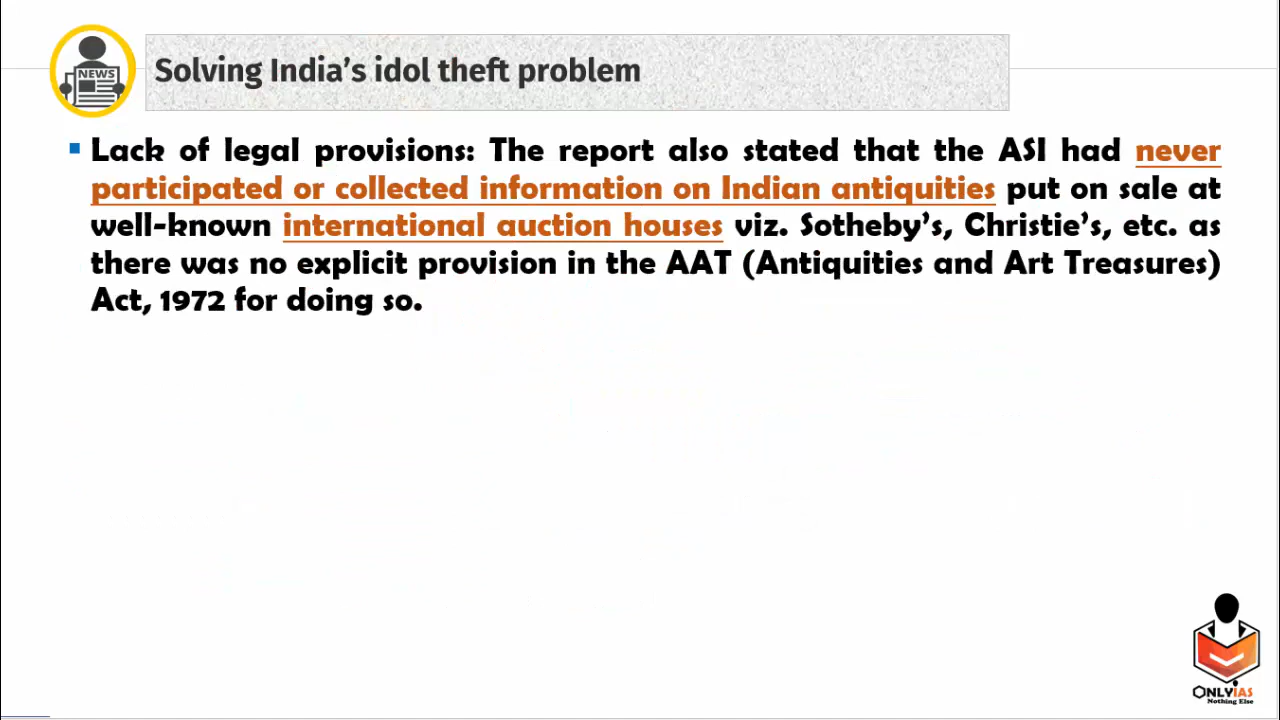 NEWS
Solving India's idol theft problem
Lack of legal provisions: The report also stated that the ASI had never
participated or collected information on Indian antiquities put on sale at
well-known international auction houses viz. Sotheby's, Christie's, etc. as
there was no explicit provision in the AAT (Antiquities and Art Treasures)
Act, 1972 for doing so.
ONLYIAS
Nothing Else